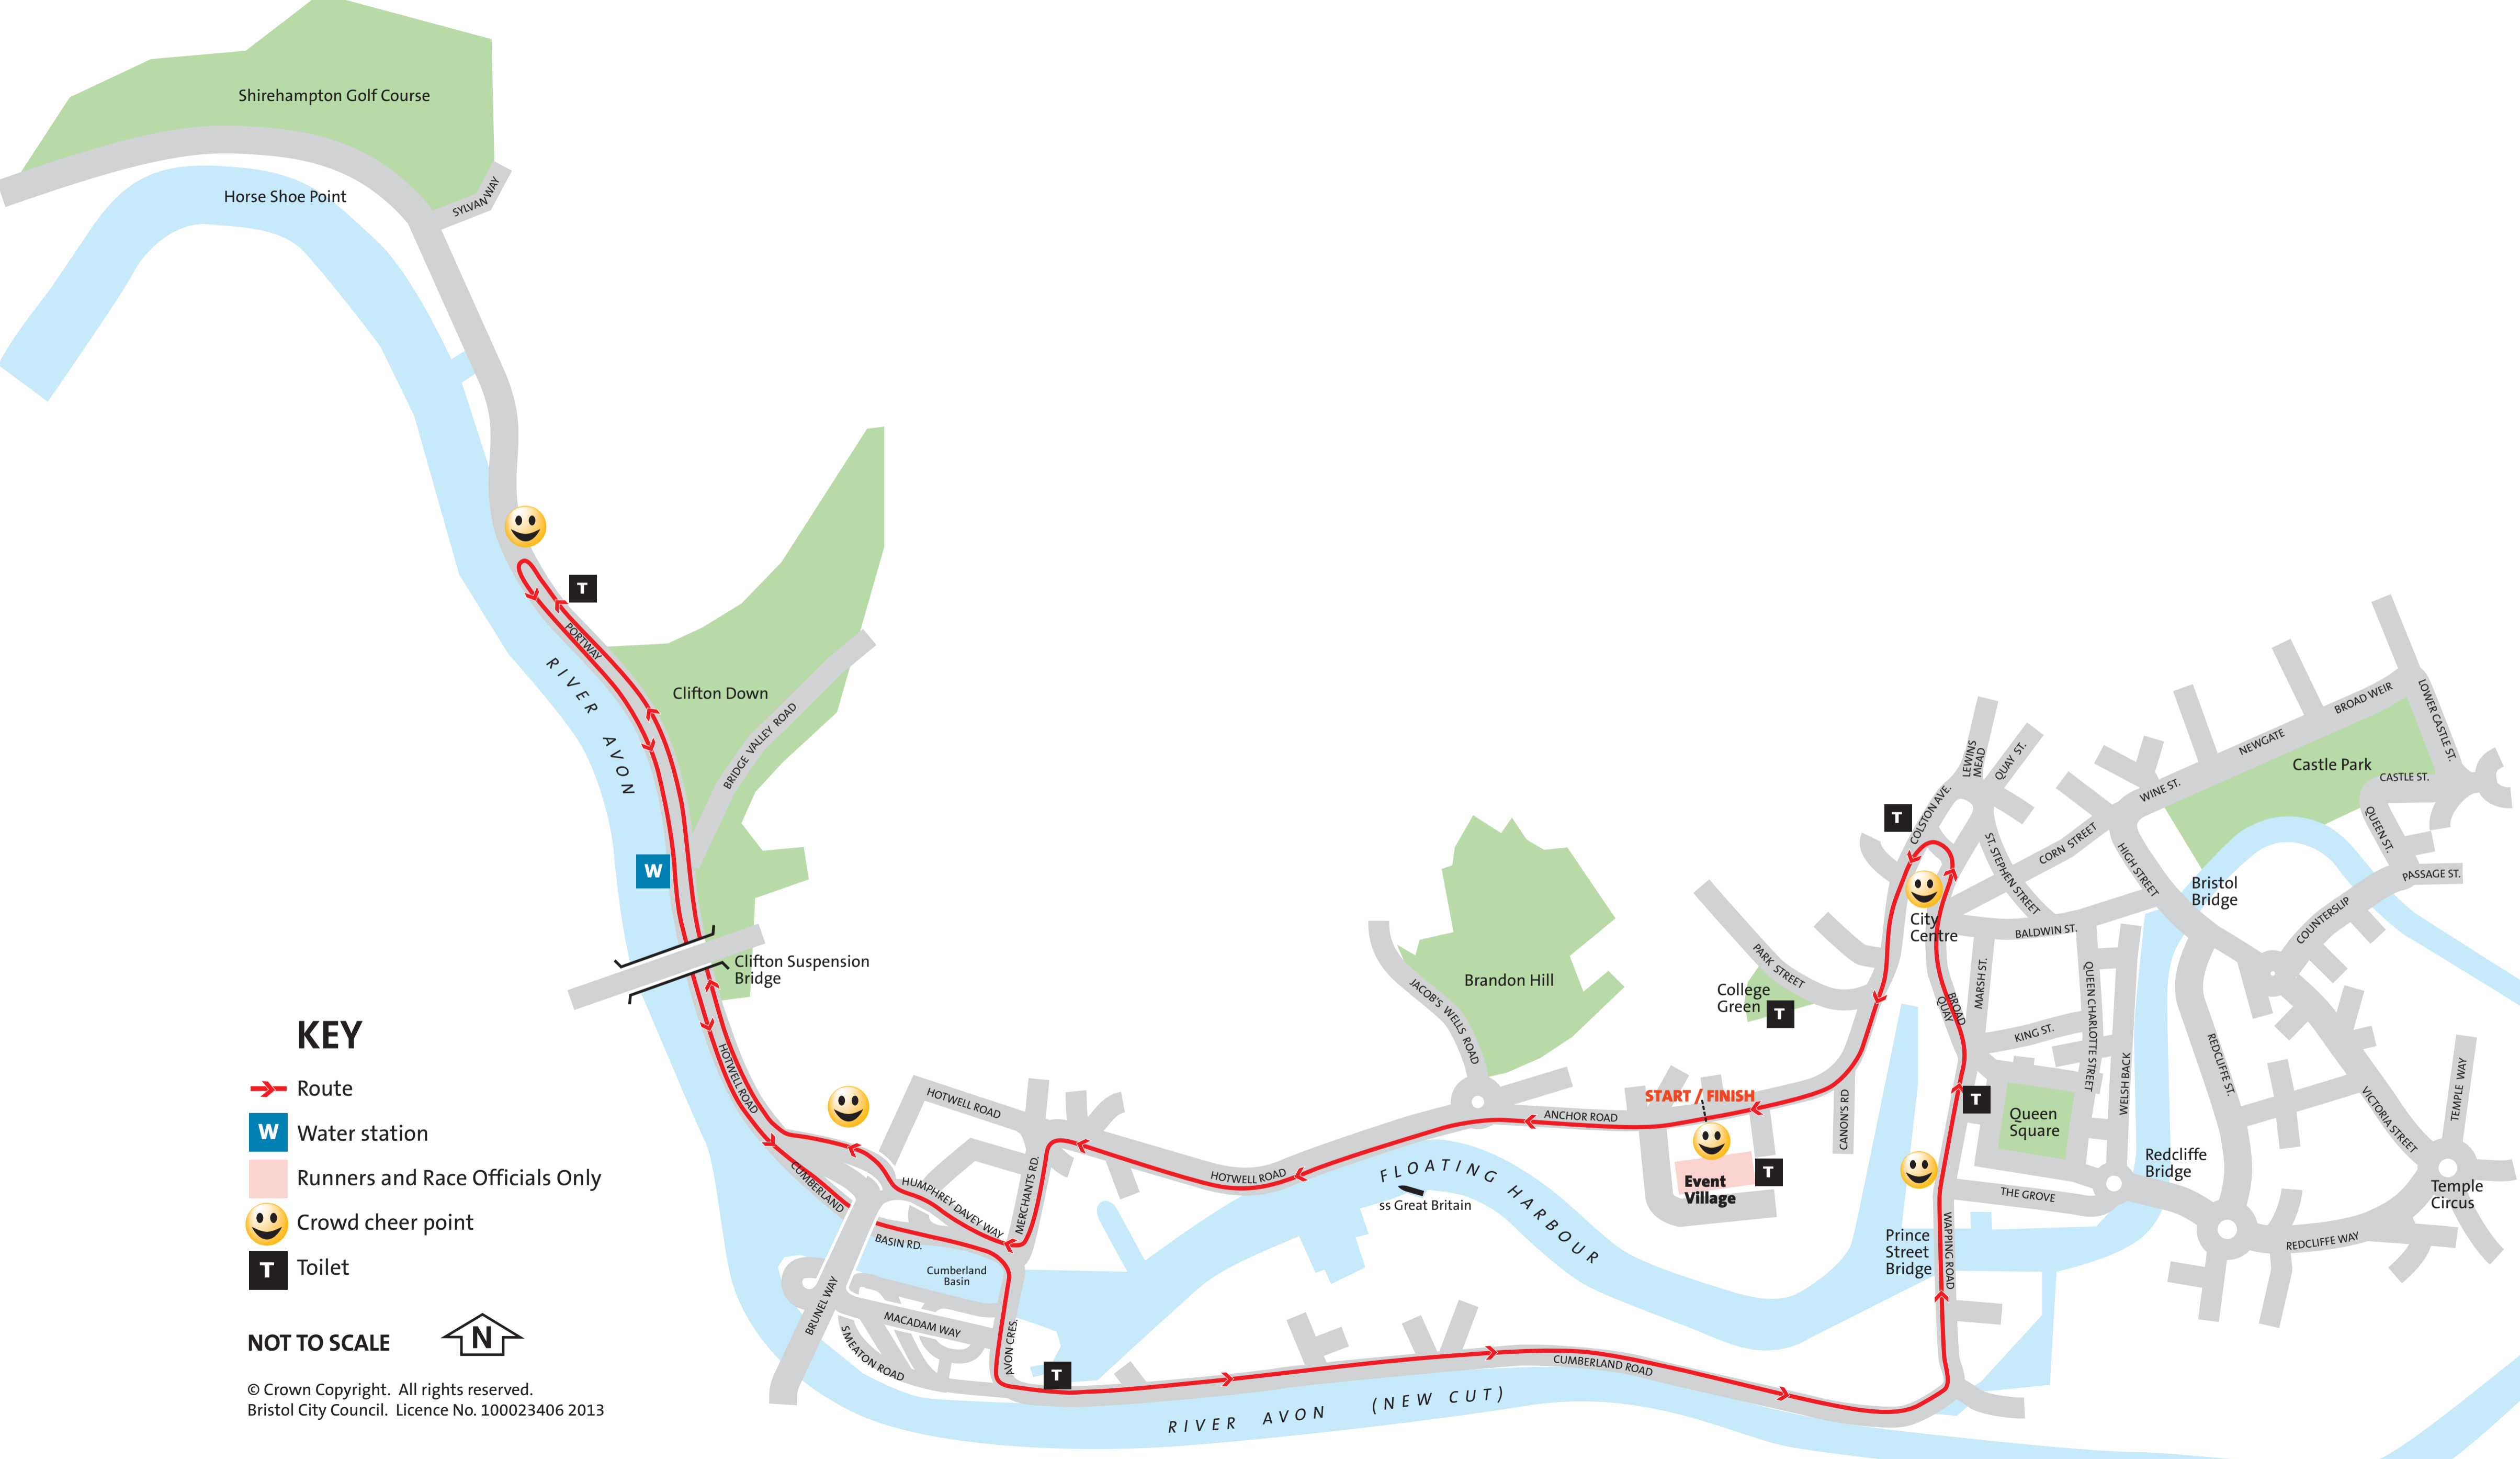 Shirehampton Golf Course
Horse Shoe Point
SYLVAN WAY
T
PORTWAY
RIVER AVON
Clifton Down
BRIDGE VALLEY ROAD
W
Clifton Suspension
Bridge
HOTWELL ROAD
HOTWELL ROAD
CUMBERLAND
HUMPHREY DAVEY WAY
MERCHANTS RD.
BASIN RD.
Cumberland
Basin
BRUNEL WAY
MACADAM WAY
SMEATON ROAD
AVON CRES.
T
HOTWELL ROAD
JACOB'S WELLS ROAD
Brandon Hill
ANCHOR ROAD
FLOATING HARBOUR
ss Great Britain
START / FINISH
Event
Village
T
CANON'S RD
PARK STREET
College
Green
T
T
COLSTON AVE.
LEWINS
MEAD
QUAY ST.
City
Centre
ST. STEPHEN STREET
CORN STREET
BALDWIN ST.
MARSH ST.
BROAD
QUAY
KING ST.
QUEEN CHARLOTTE STREET
WELSH BACK
T
Queen
Square
THE GROVE
Prince
Street
Bridge
WAPPING ROAD
CUMBERLAND ROAD
RIVER AVON (NEW CUT)
WINE ST.
NEWGATE
BROAD WEIR
LOWER CASTLE ST.
Castle Park
CASTLE ST.
QUEEN ST.
PASSAGE ST.
HIGH STREET
Bristol
Bridge
COUNTERSLIP
REDCLIFFE ST.
VICTORIA STREET
TEMPLE WAY
Redcliffe
Bridge
Temple
Circus
REDCLIFFE WAY
KEY
Route
W Water station
Runners and Race Officials Only
Crowd cheer point
T Toilet
NOT TO SCALE
N
© Crown Copyright. All rights reserved.
Bristol City Council. Licence No. 100023406 2013